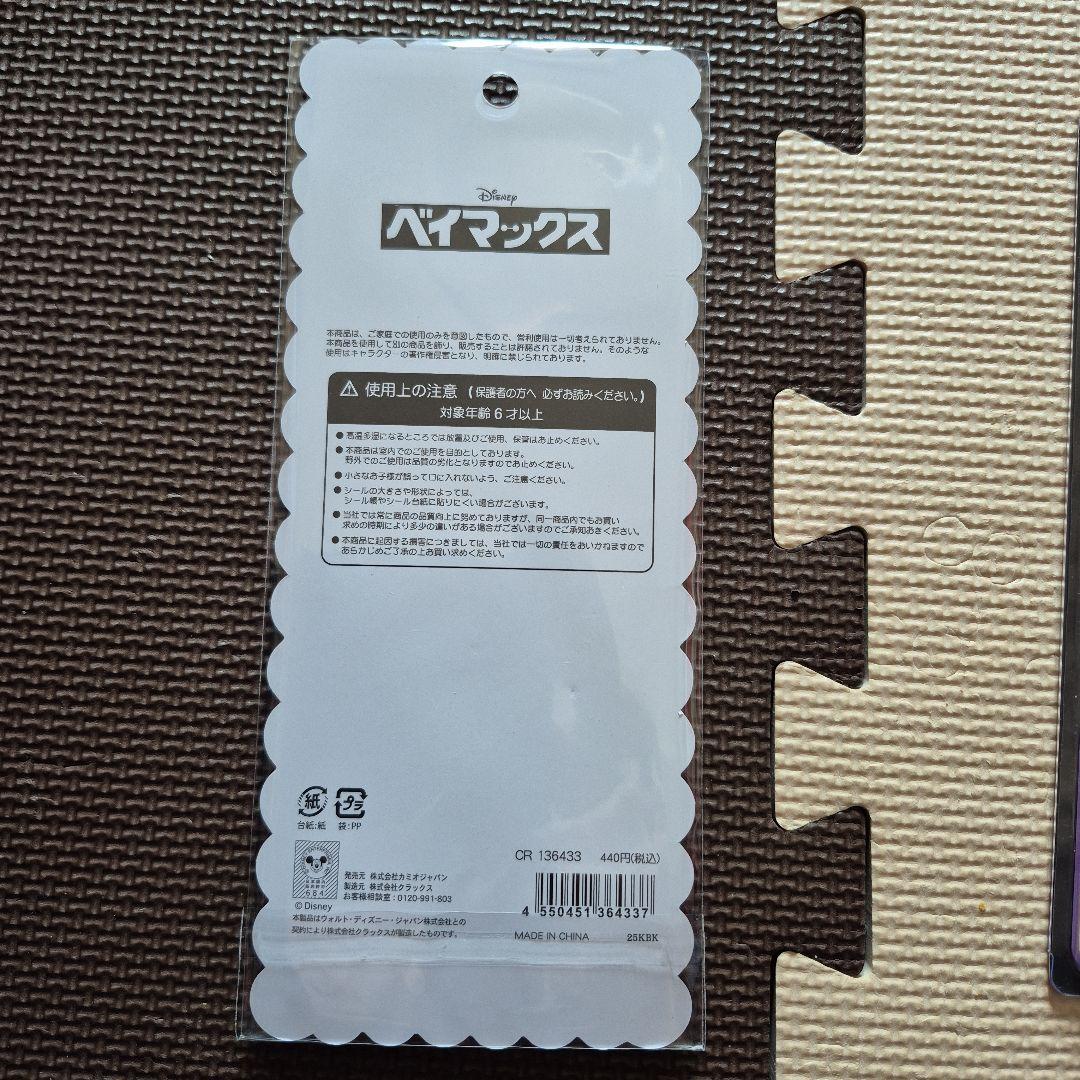 Disney
ベイマックス
本商品は、ご家庭での使用のみを意図したもので、営利使用は一切考えられておりません。
本商品を使用して別の商品を飾り、販売することは許諾されておりません。そのような
使用はキャラクターの著作権侵害となり、明確に禁じられております。
使用上の注意 (保護者の方へ 必ずお読みください。)
対象年齢6才以上
●高温多湿になるところでは放置及びご使用、保管はお止めください。
●本商品は室内でのご使用を目的としております。
野外でのご使用は品質の劣化となりますのでお止めください。
●小さなお子様が誤って口に入れないよう、ご注意ください。
●シールの大きさや形状によっては、
シール帳やシール台紙に貼りにくい場合がございます。
●当社では常に商品の品質向上に努めておりますが、同一商品内でもお買い
求めの時期により多少の違いがある場合がございますのでご承知おきください。
●本商品に起因する損害につきましては、当社では一切の責任をおいかねますので
あらかじめご了承の上お買い求めください。
紙 プラ
台紙:紙 袋:PP
CR 136433 440円(税込)
684
発売元 株式会社カミオジャパン
製造元 株式会社クラックス
お客様相談室:0120-991-803
© Disney
4 550451 364337
本製品はウォルト・ディズニー・ジャパン株式会社との
契約により株式会社クラックスが製造したものです。
MADE IN CHINA 25KBK